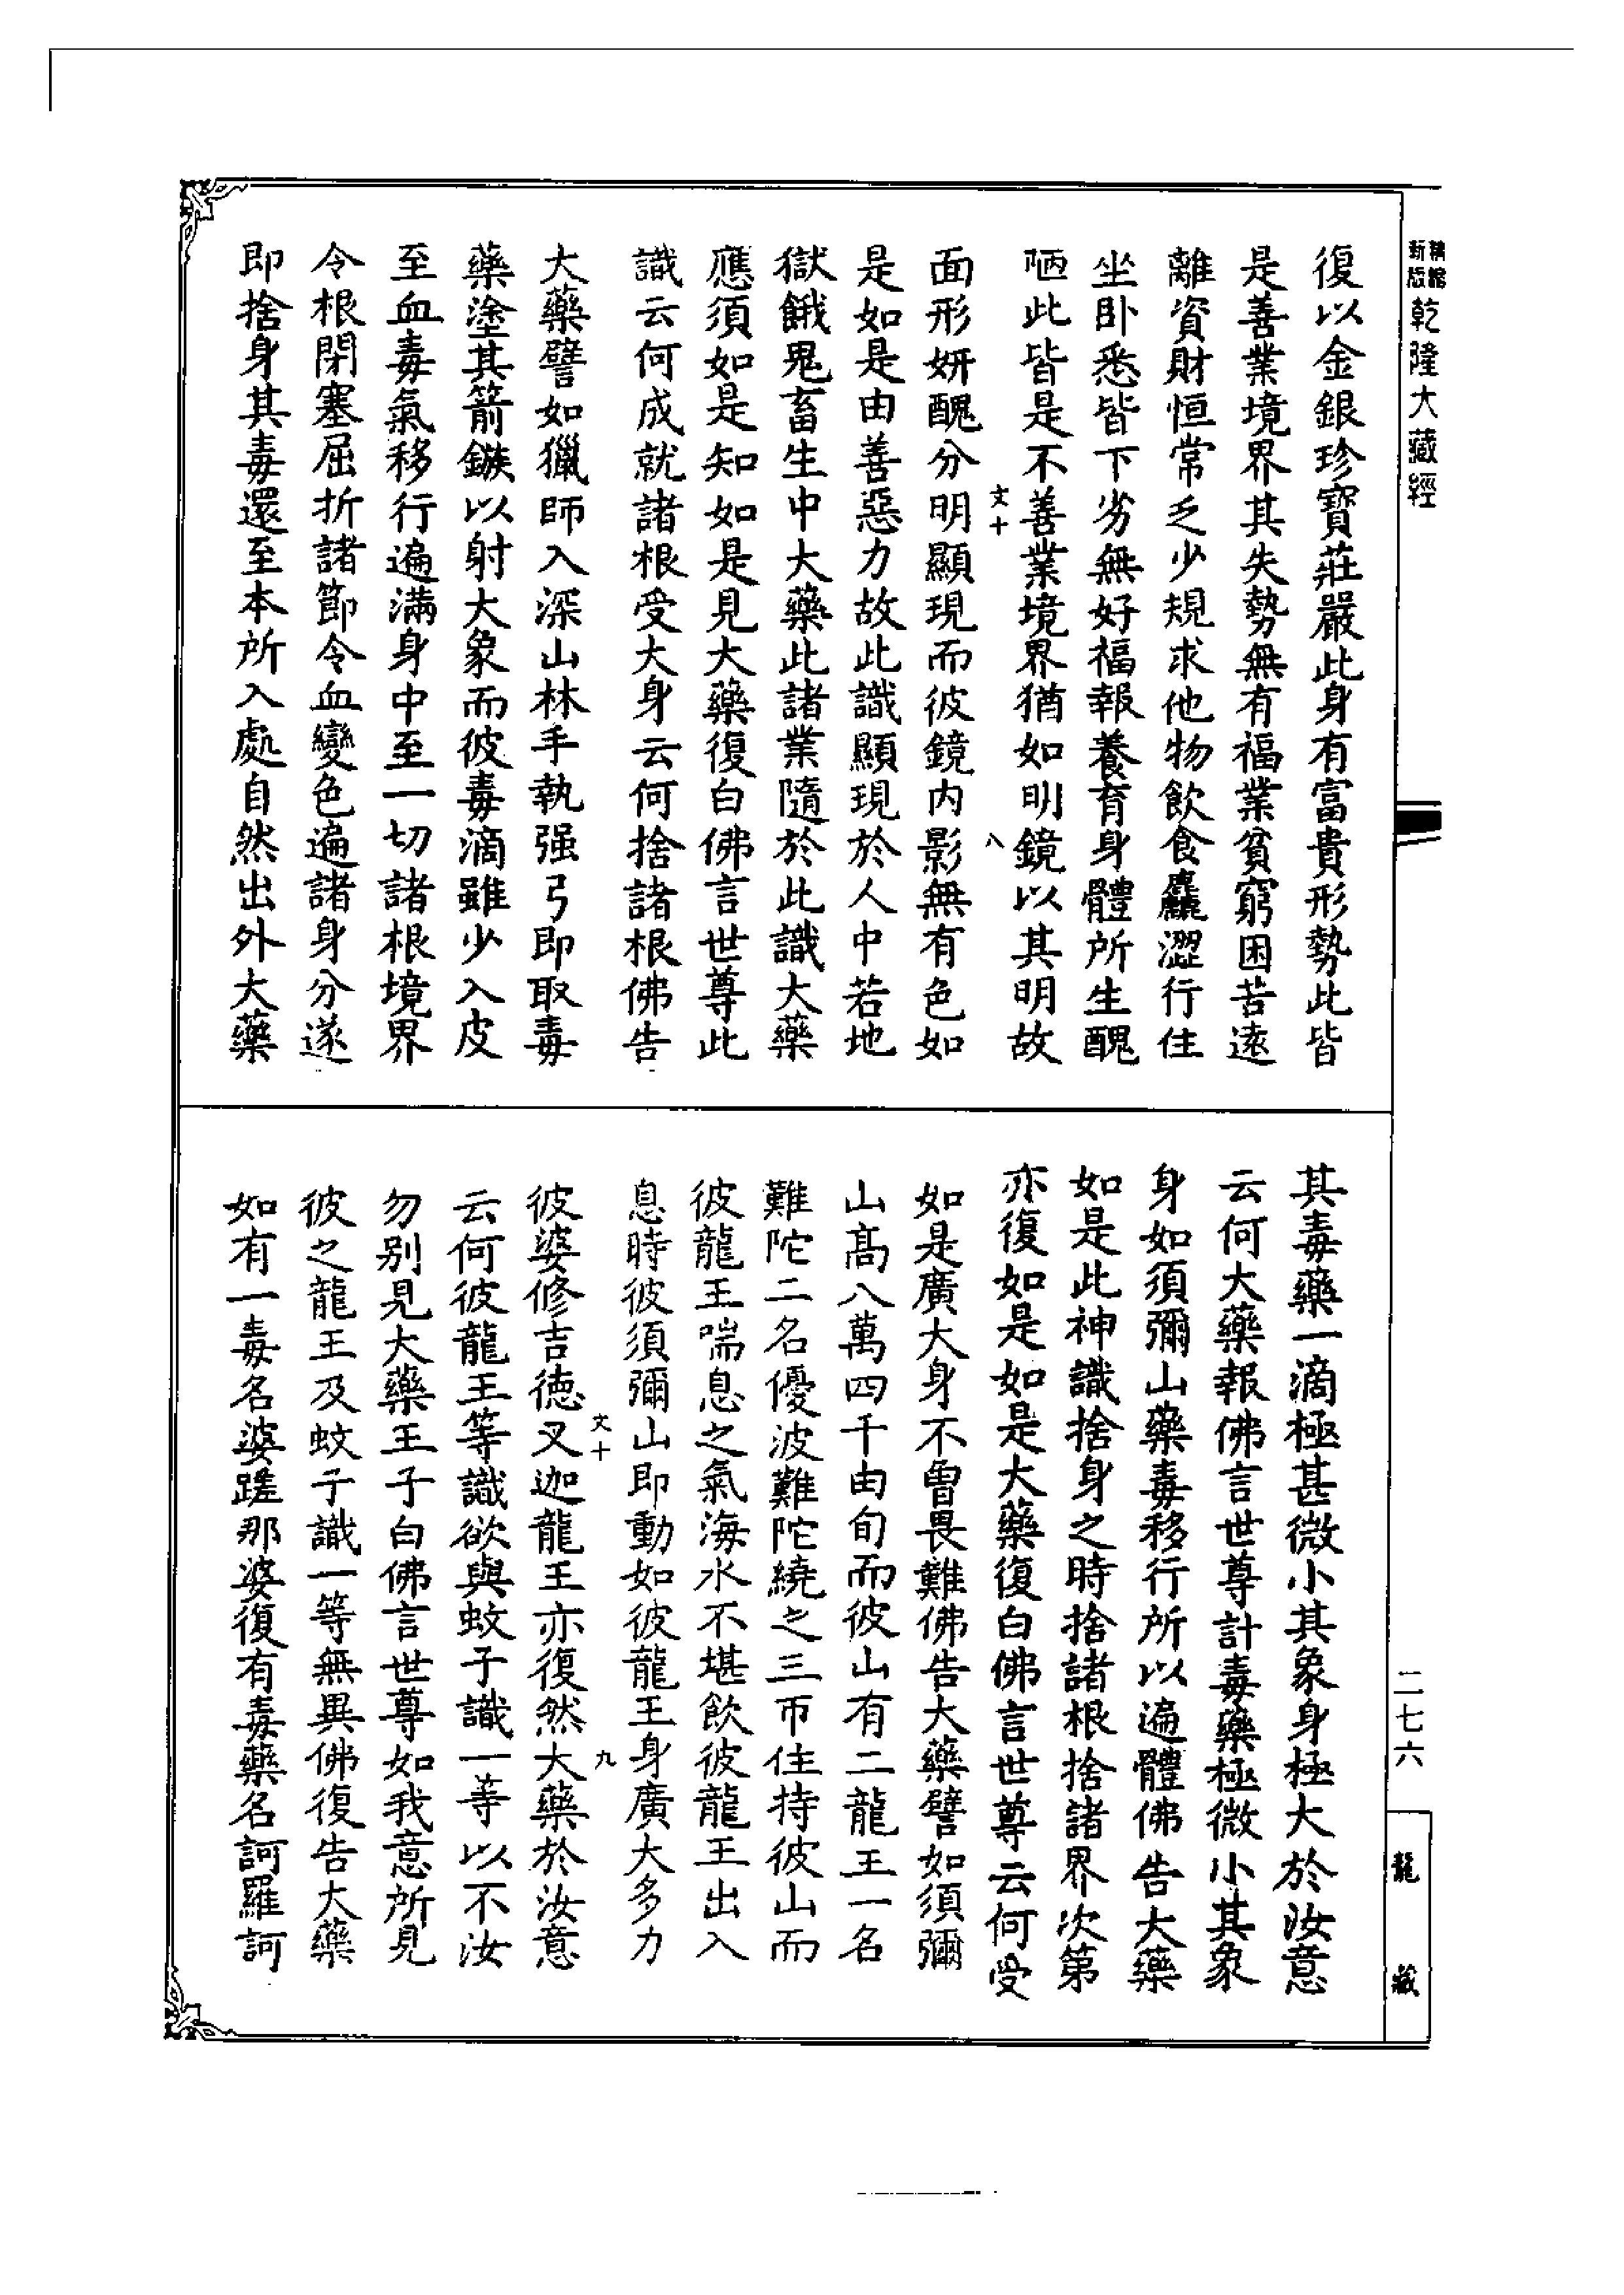 新版精編乾隆大藏經
復以金銀珍寶莊嚴此身有富貴形勢此皆
是善業境界其失勢無有福業貧窮困苦遠
離資財恒常乏少規求他物飲食麤澀行住
坐卧悉皆下劣無好福報養育身體所生醜
陋此皆是不善業境界猶如明鏡以其明故
文十
八
面形妍醜分明顯現而彼鏡内影無有色如
是如是由善惡力故此識顯現於人中若地
獄餓鬼畜生中大藥此諸業隨於此識大藥
應須如是知如是見大藥復白佛言世尊此
識云何成就諸根受大身云何捨諸根佛告
大藥譬如獵師入深山林手執强弓即取毒
藥塗其箭鏃以射大象而彼毒滴雖少入皮
至血毒氣移行遍滿身中至一切諸根境界
令根閉塞屈折諸節令血變色遍諸身分遂
即捨身其毒還至本所入處自然出外大藥
其毒藥一滴極甚微小其象身極大於汝意
云何大藥報佛言世尊計毒藥極微小其象
身如須彌山藥毒移行所以遍體佛告大藥
如是此神識捨身之時捨諸根捨諸界次第
亦復如是如是大藥復白佛言世尊云何受
如是廣大身不曾畏難佛告大藥譬如須彌
山高八萬四千由旬而彼山有二龍王一名
難陀二名優波難陀繞之三帀住持彼山而
彼龍王喘息之氣海水不堪飲彼龍王出入
息時彼須彌山即動如彼龍王身廣大多力
文十
九
彼婆修吉德叉迦龍王亦復然大藥於汝意
云何彼龍王等識欲與蚊子識一等以不汝
勿别見大藥王子白佛言世尊如我意所見
彼之龍王及蚊子識一等無異佛復告大藥
如有一毒名婆蹉那婆復有毒藥名訶羅訶
二七六
龍藏